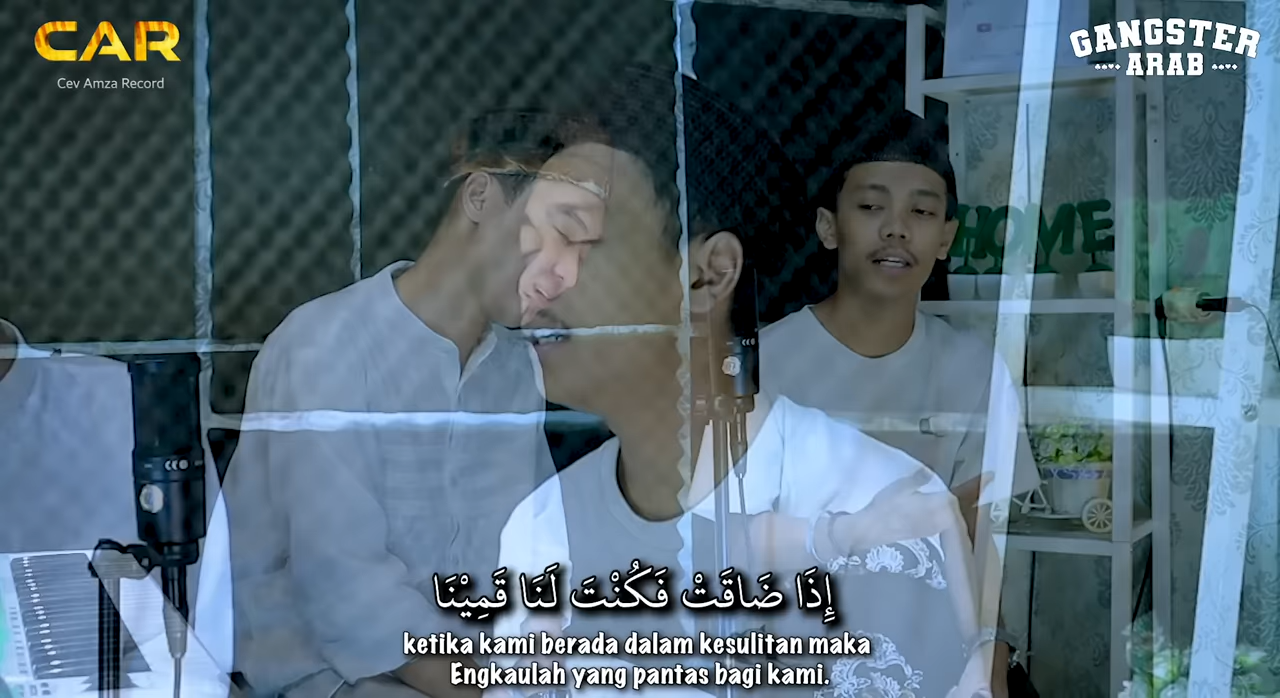 CAR
Cev Amza Record
GANGSTER
ARAB
HOME
إِذَا ضَاقَتْ فَكُنْتَ لَنَا قَمِيْنَا
ketika kami berada dalam kesulitan maka
Engkaulah yang pantas bagi kami.